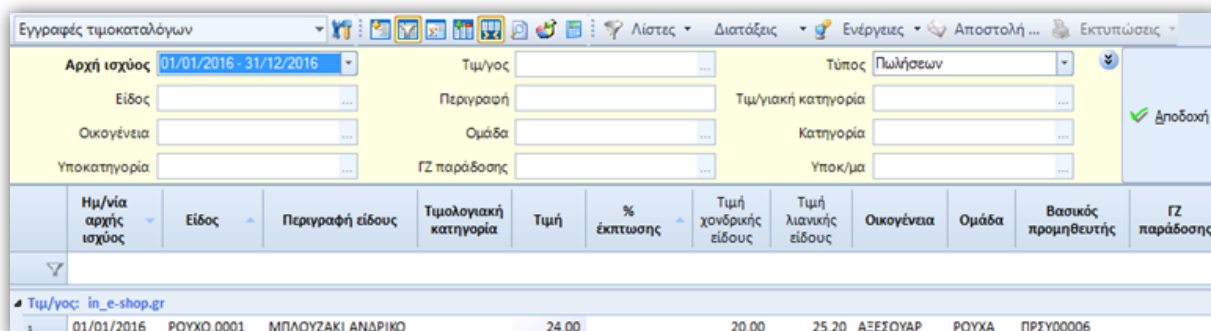 Εγγραφές τιμοκαταλόγων Λίστες Διατάξεις Ενέργειες Αποστολή ... Εκτυπώσεις
Αρχή ισχύος 01/01/2016 - 31/12/2016 Τιμ/γος ... Τύπος Πωλήσεων
Είδος ... Περιγραφή Τιμ/γιακή κατηγορία ...
Αποδοχή
Οικογένεια ... Ομάδα ... Κατηγορία ...
Υποκατηγορία ... ΓΖ παράδοσης ... Υποκ/μα ...
Ημ/νία αρχής ισχύος Είδος Περιγραφή είδους Τιμολογιακή κατηγορία Τιμή % έκπτωσης Τιμή χονδρικής είδους Τιμή λιανικής είδους Οικογένεια Ομάδα Βασικός προμηθευτής ΓΖ παράδοσης
Τιμ/γος: in_e-shop.gr
1 01/01/2016 ΡΟΥΧΟ.0001 ΜΠΛΟΥΖΑΚΙ ΑΝΔΡΙΚΟ 24.00 20.00 25.20 ΑΞΕΣΟΥΑΡ ΡΟΥΧΑ ΠΡΣΥ00006